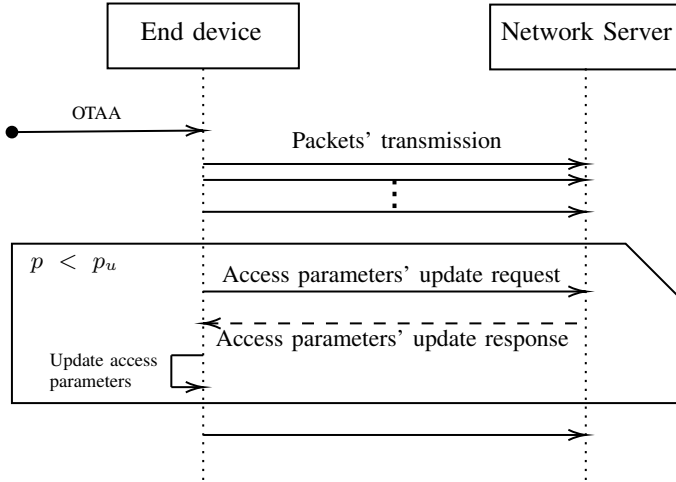 End device
Network Server
OTAA
Packets' transmission
p < p_u
Access parameters' update request
Access parameters' update response
Update access
parameters